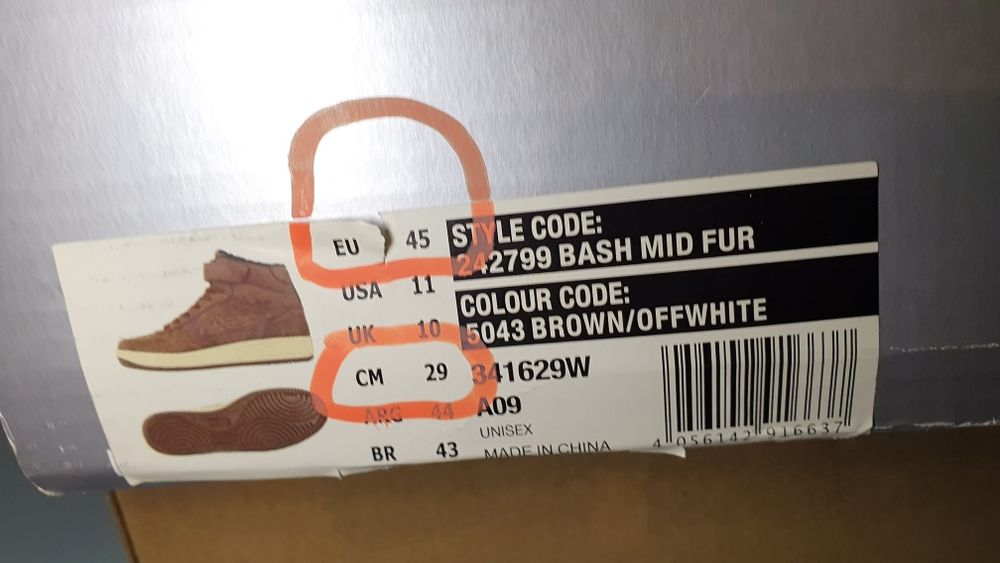 EU 45
USA 11
UK 10
CM 29
ARG 44
BR 43
STYLE CODE:
242799 BASH MID FUR
COLOUR CODE:
5043 BROWN/OFFWHITE
341629W
A09
UNISEX
MADE IN CHINA
4 056142 916637